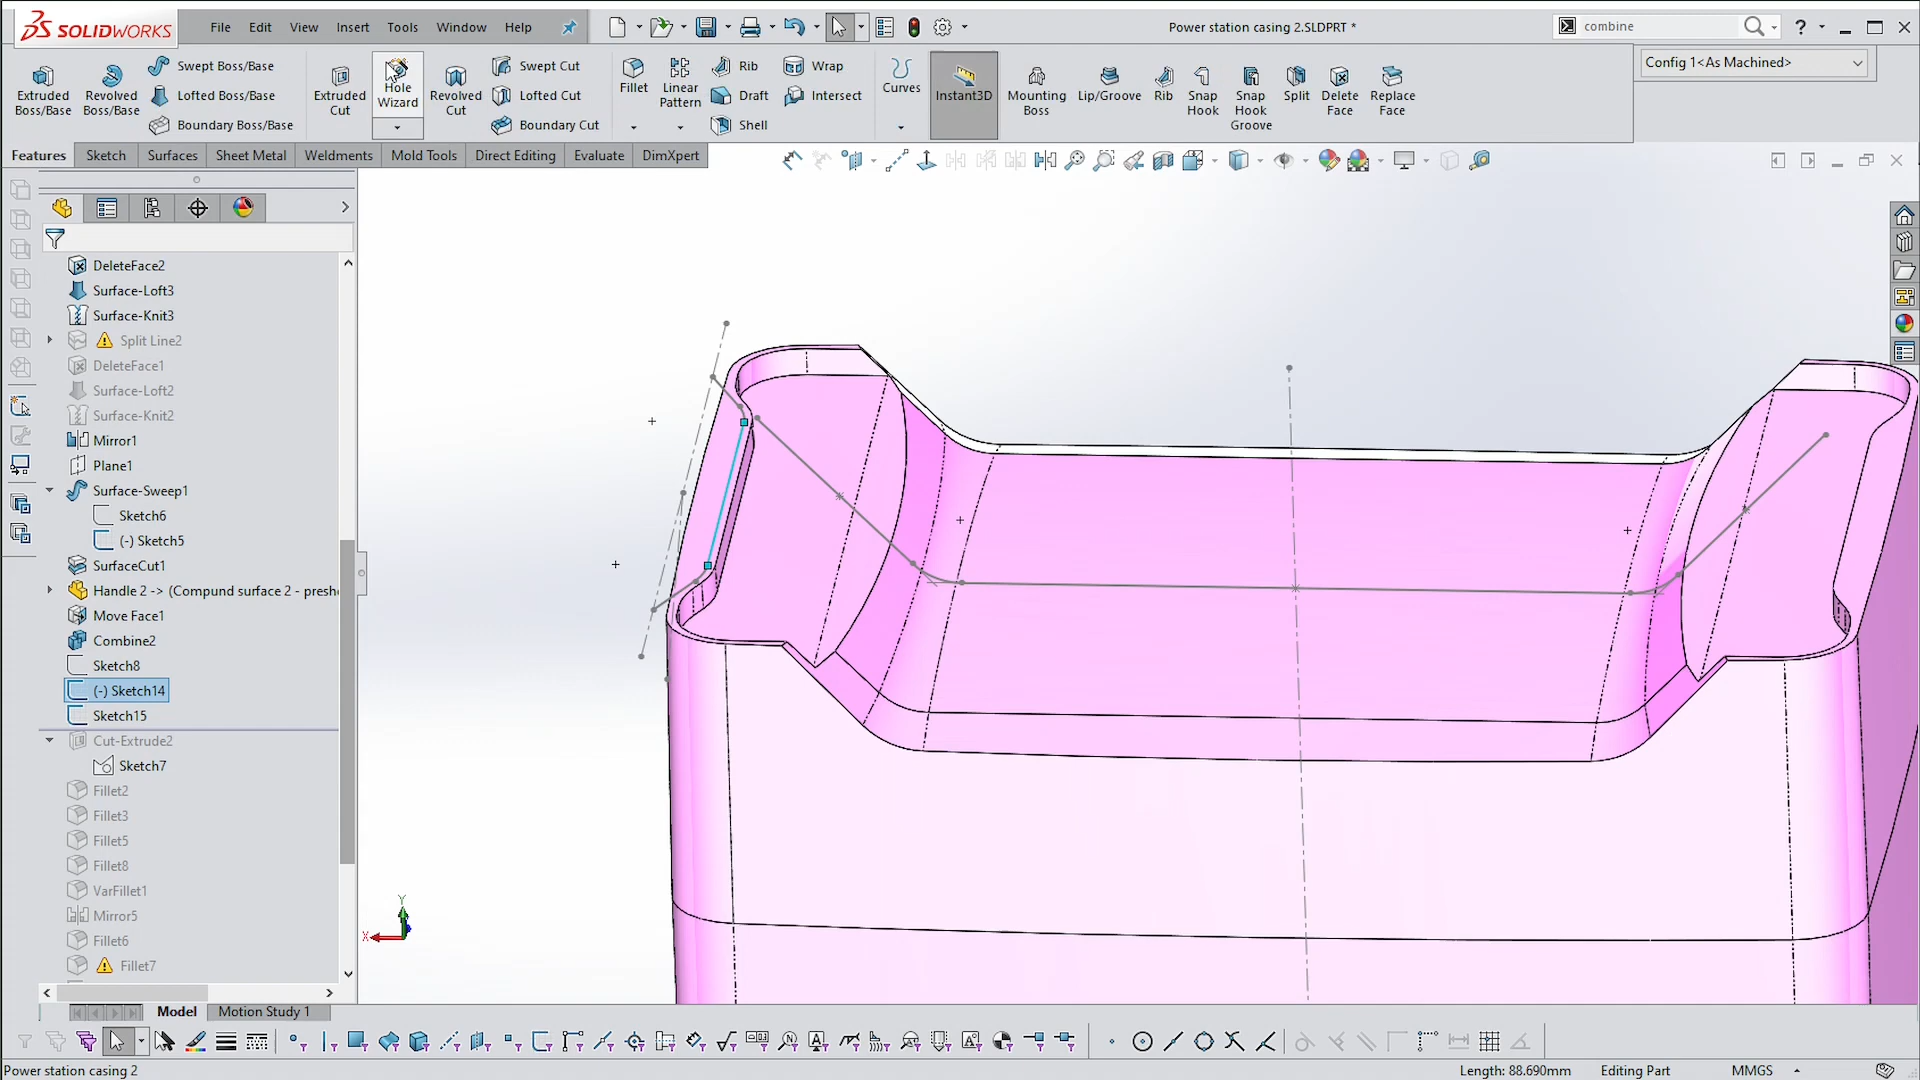 SOLIDWORKS
File Edit View Insert Tools Window Help
Power station casing 2.SLDPRT *
combine
?
Config 1<As Machined>
Extruded Boss/Base
Revolved Boss/Base
Swept Boss/Base
Lofted Boss/Base
Boundary Boss/Base
Extruded Cut
Hole Wizard
Revolved Cut
Swept Cut
Lofted Cut
Boundary Cut
Fillet
Linear Pattern
Rib
Draft
Shell
Wrap
Intersect
Curves
Instant3D
Mounting Boss
Lip/Groove
Rib
Snap Hook
Snap Hook Groove
Split
Delete Face
Replace Face
Features Sketch Surfaces Sheet Metal Weldments Mold Tools Direct Editing Evaluate DimXpert
DeleteFace2
Surface-Loft3
Surface-Knit3
Split Line2
DeleteFace1
Surface-Loft2
Surface-Knit2
Mirror1
Plane1
Surface-Sweep1
Sketch6
(-) Sketch5
SurfaceCut1
Handle 2 -> (Compund surface 2 - presh
Move Face1
Combine2
Sketch8
(-) Sketch14
Sketch15
Cut-Extrude2
Sketch7
Fillet2
Fillet3
Fillet5
Fillet8
VarFillet1
Mirror5
Fillet6
Fillet7
Y
X
Model Motion Study 1
Power station casing 2
Length: 88.690mm Editing Part MMGS